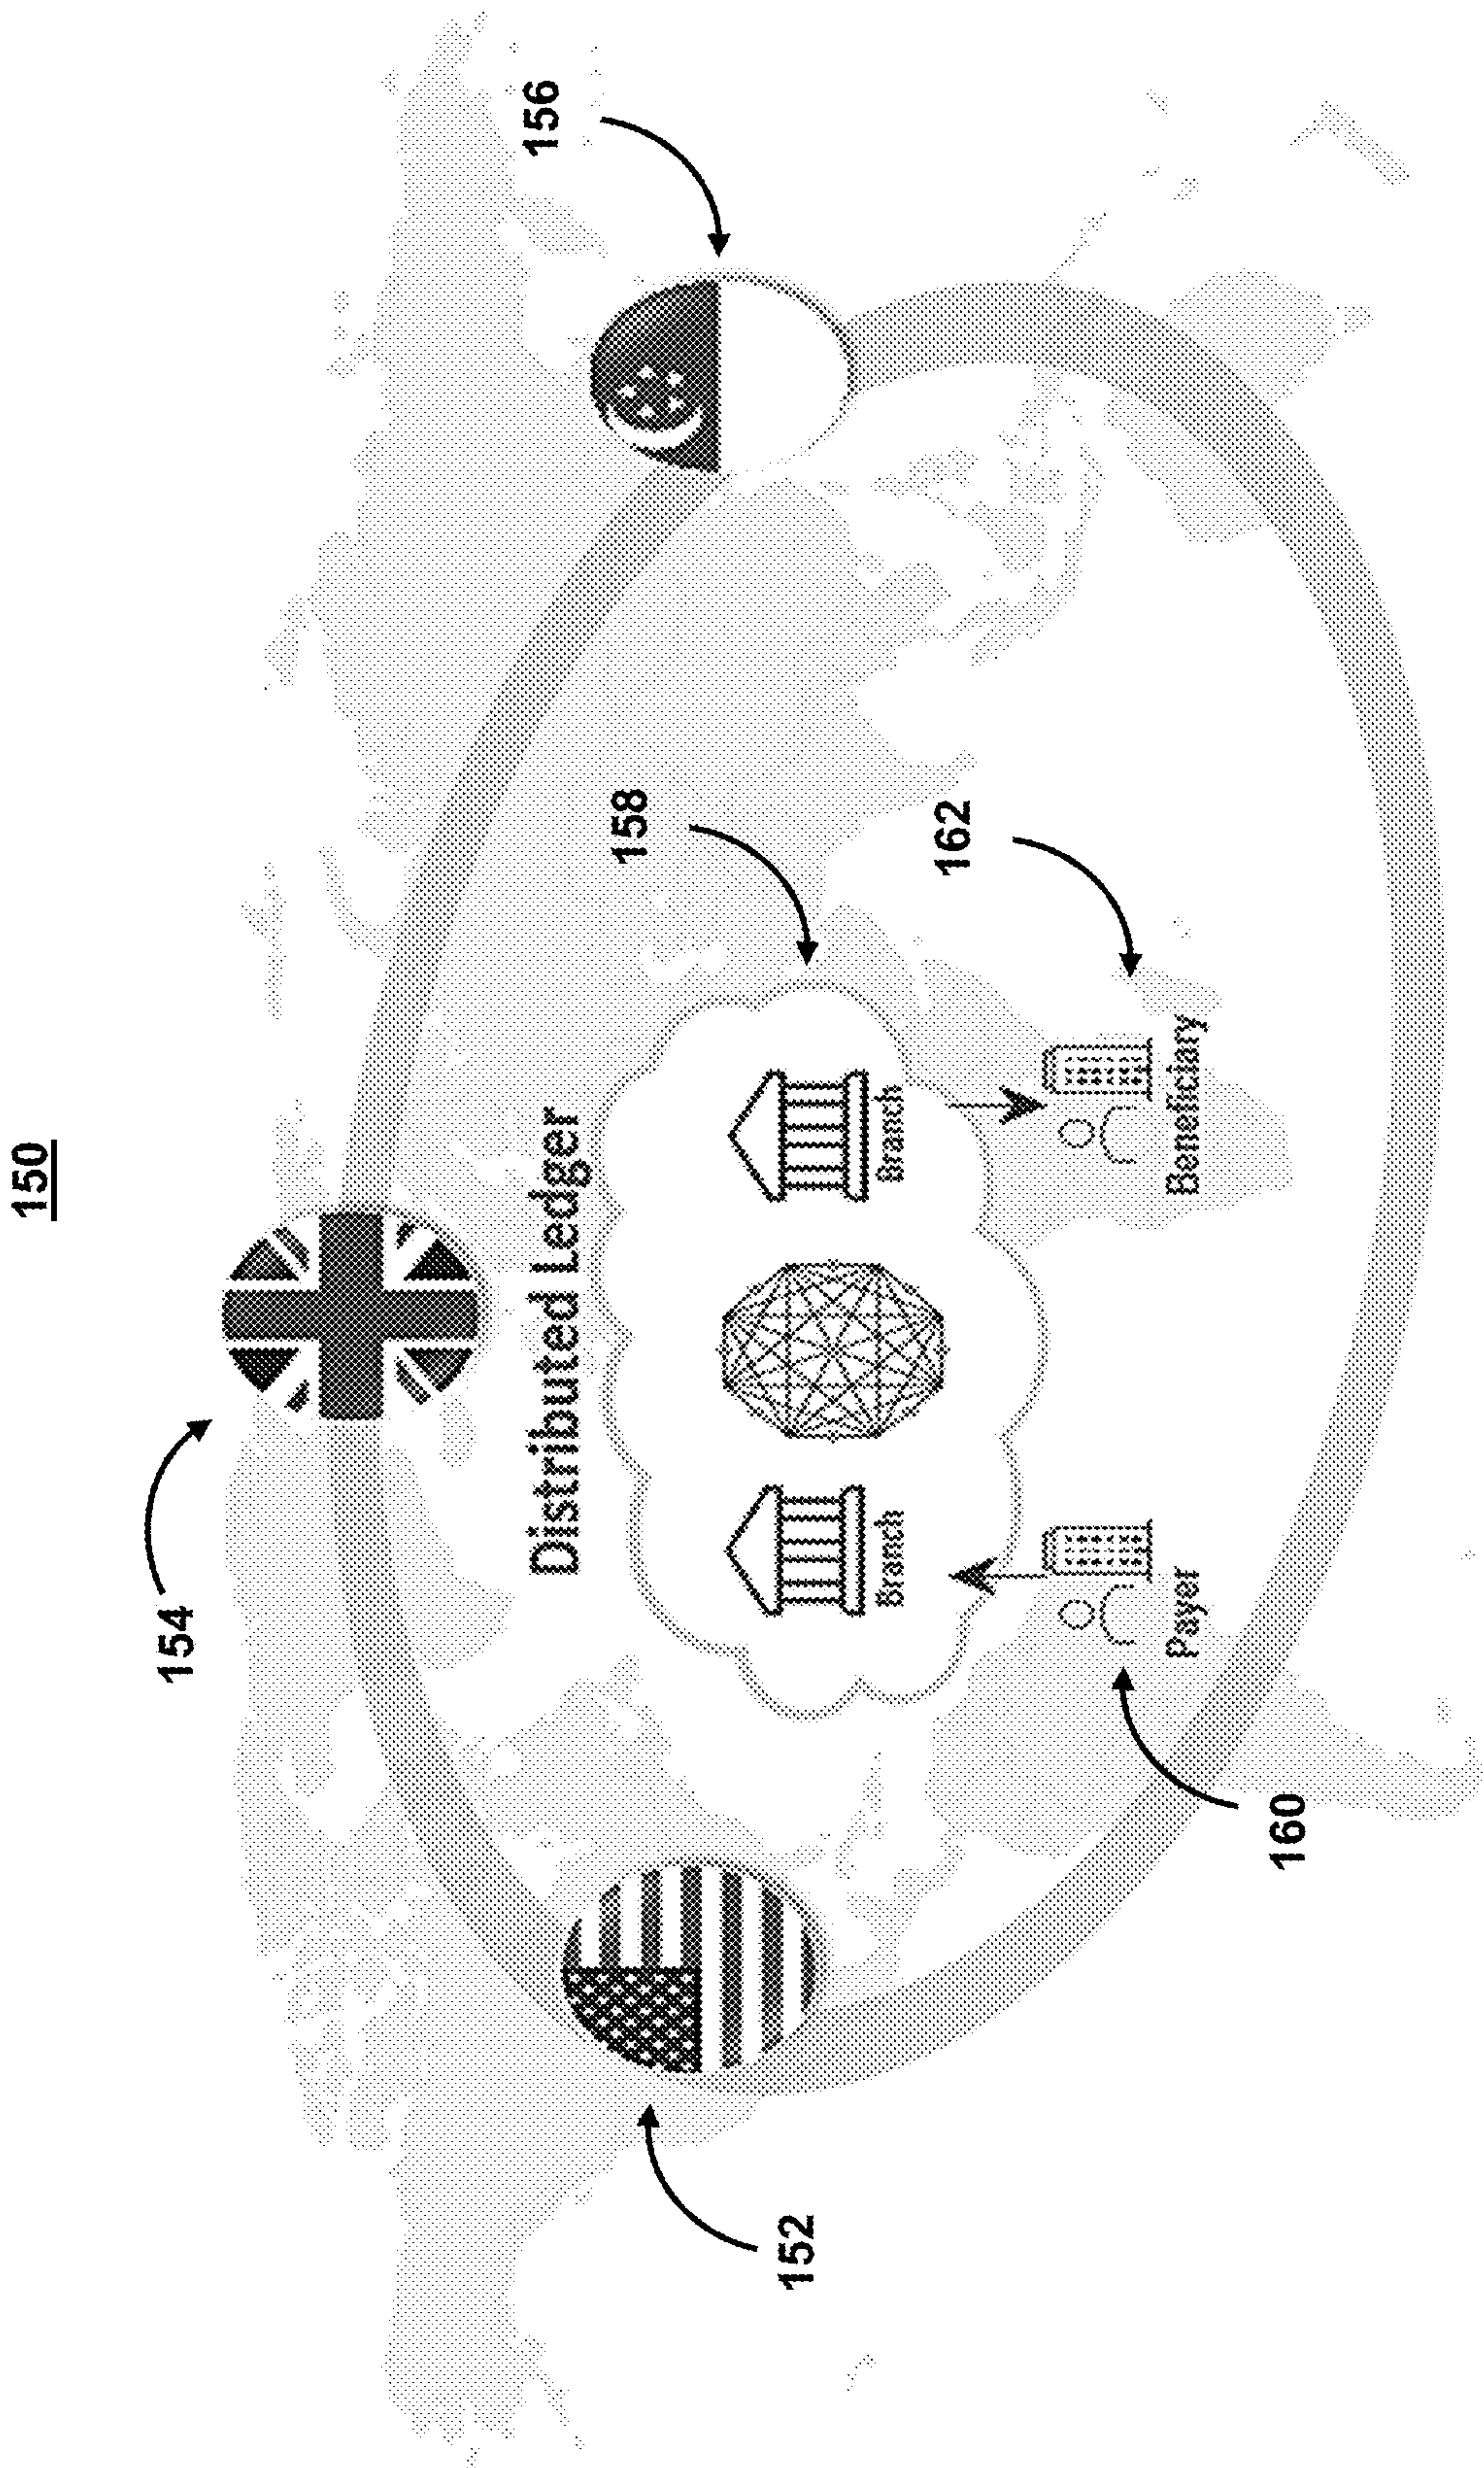 150
154
156
Distributed Ledger
158
Branch
Branch
162
152
Payer
Beneficiary
160